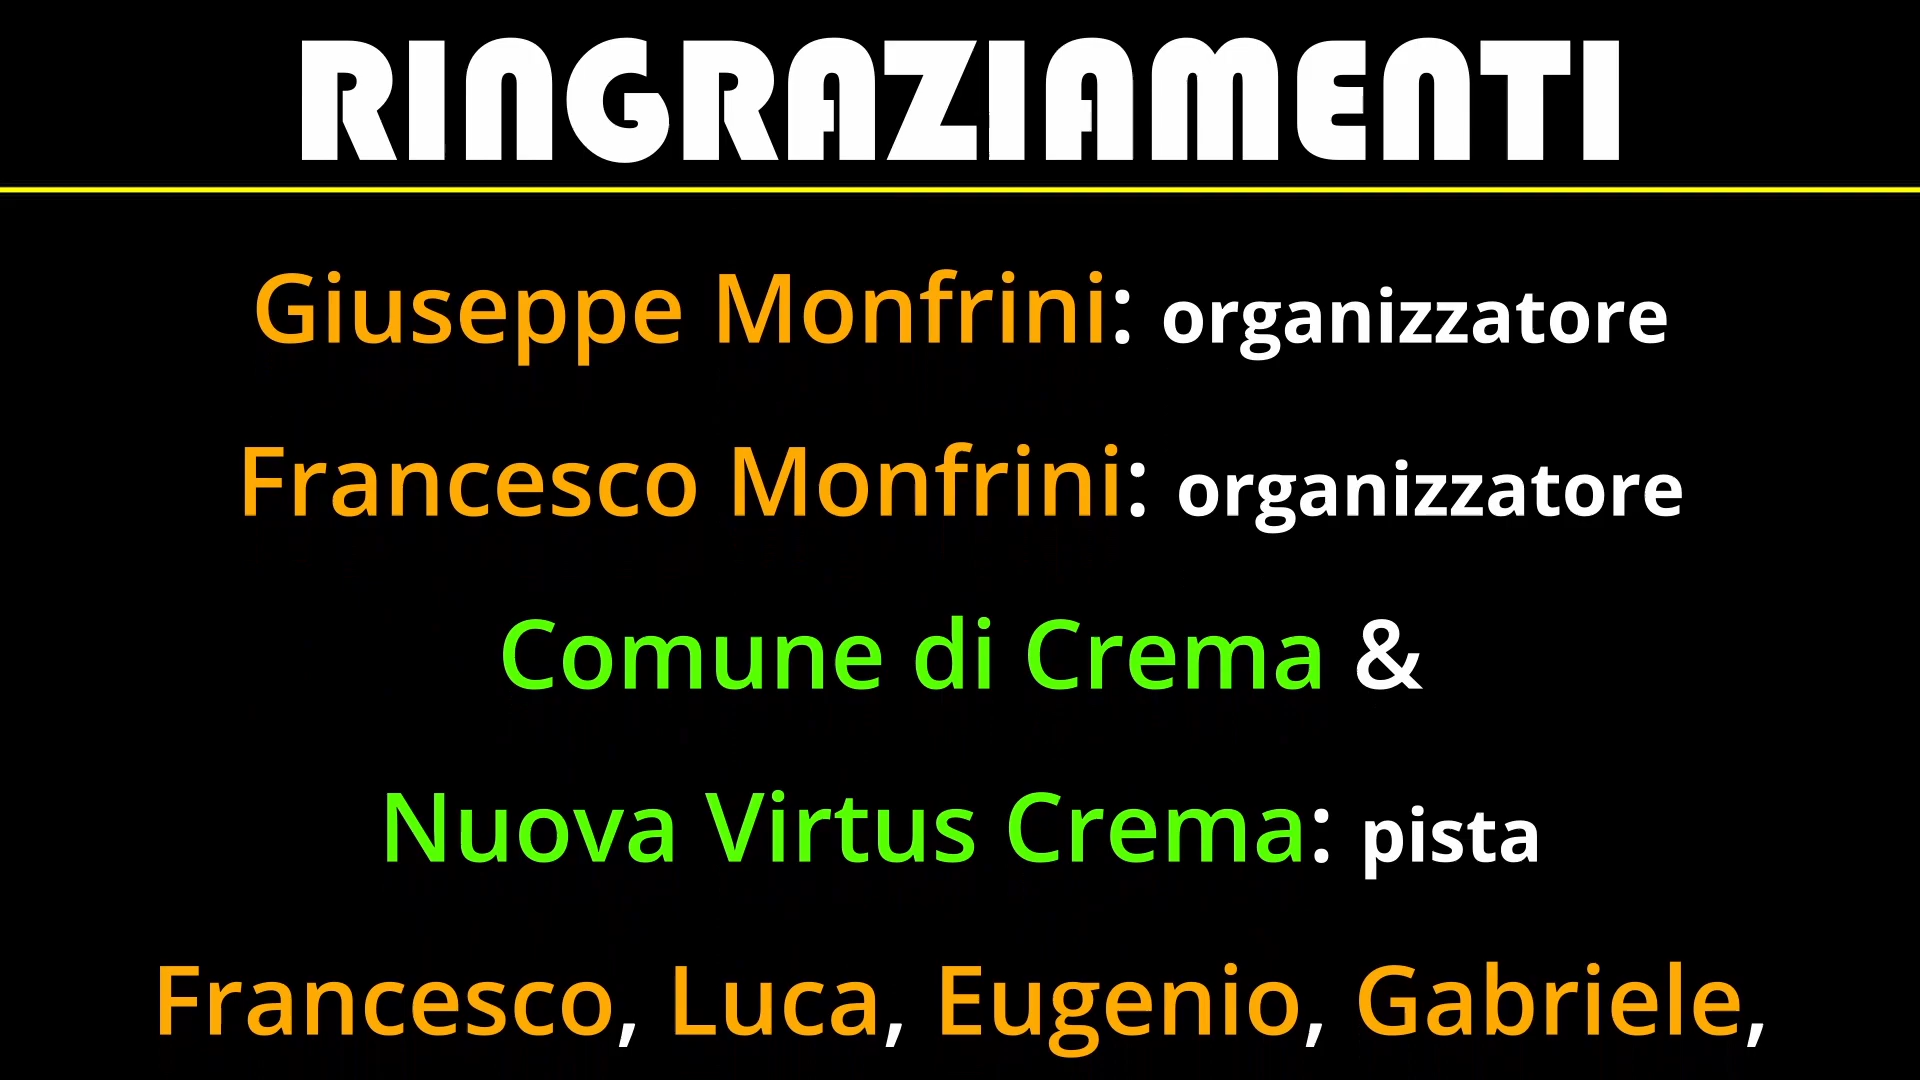 RINGRAZIAMENTI
Giuseppe Monfrini: organizzatore
Francesco Monfrini: organizzatore
Comune di Crema &
Nuova Virtus Crema: pista
Francesco, Luca, Eugenio, Gabriele,